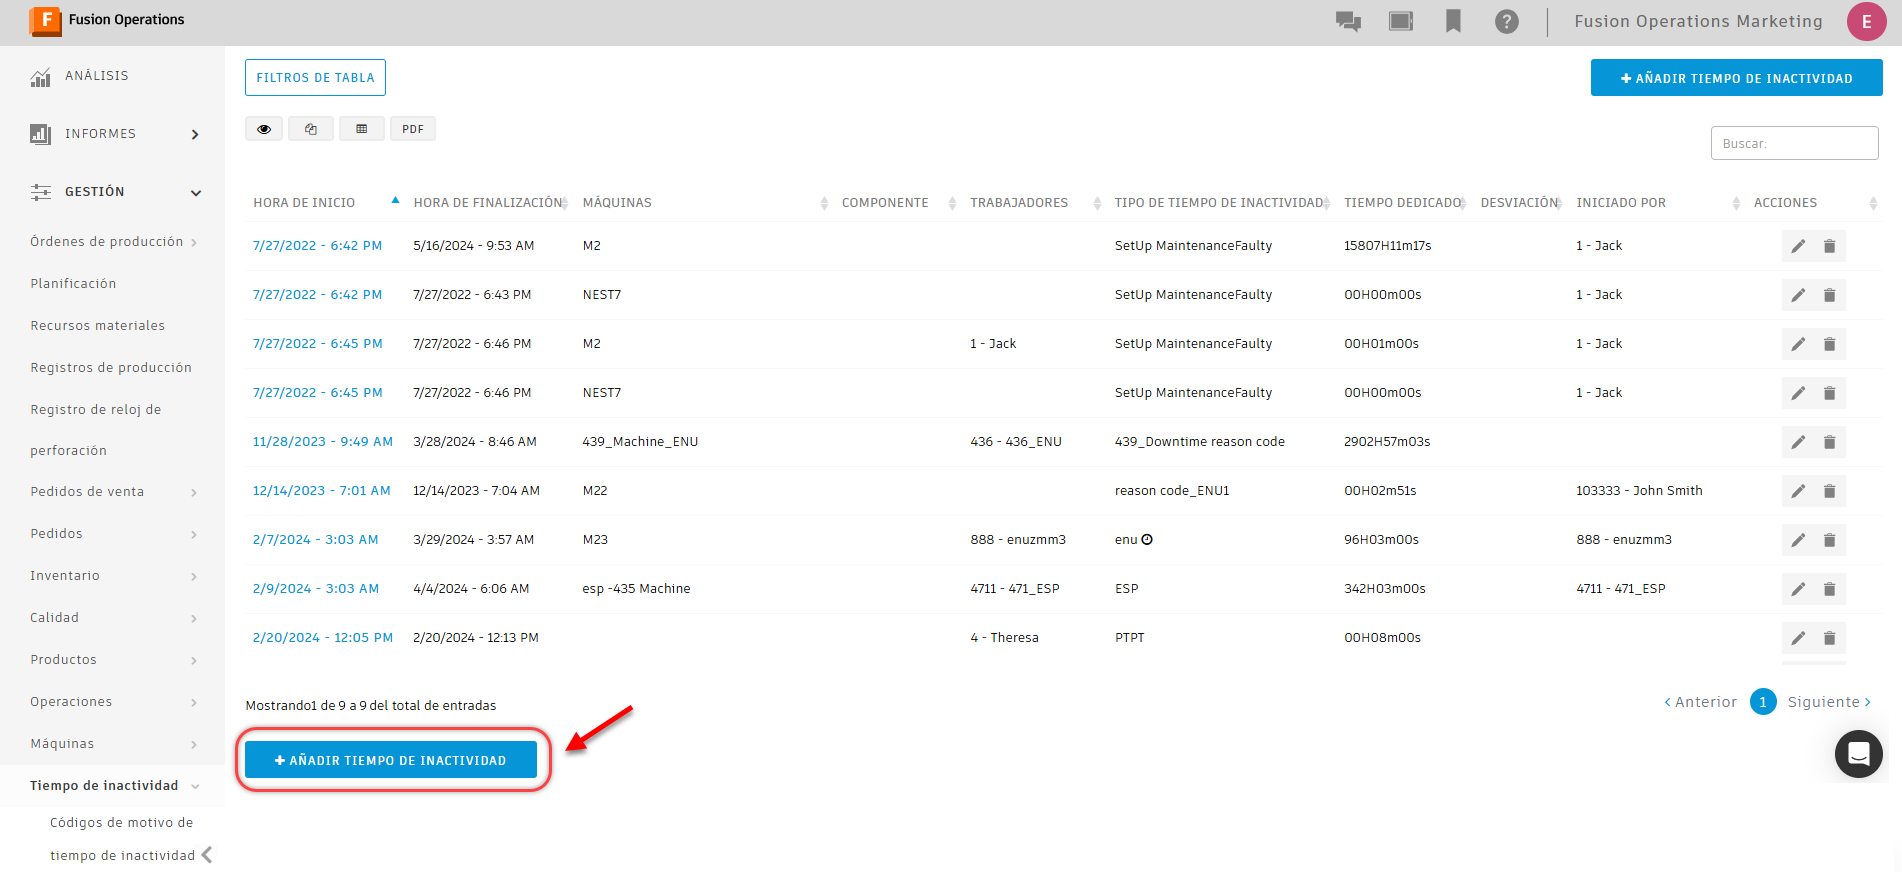 F Fusion Operations
? Fusion Operations Marketing E
ANÁLISIS
INFORMES
GESTIÓN
Órdenes de producción
Planificación
Recursos materiales
Registros de producción
Registro de reloj de
perforación
Pedidos de venta
Pedidos
Inventario
Calidad
Productos
Operaciones
Máquinas
Tiempo de inactividad
Códigos de motivo de
tiempo de inactividad
FILTROS DE TABLA
+ AÑADIR TIEMPO DE INACTIVIDAD
PDF
Buscar:
HORA DE INICIO HORA DE FINALIZACIÓN MÁQUINAS COMPONENTE TRABAJADORES TIPO DE TIEMPO DE INACTIVIDAD TIEMPO DEDICADO DESVIACIÓN INICIADO POR ACCIONES
7/27/2022 - 6:42 PM 5/16/2024 - 9:53 AM M2 SetUp MaintenanceFaulty 15807H11m17s 1 - Jack
7/27/2022 - 6:42 PM 7/27/2022 - 6:43 PM NEST7 SetUp MaintenanceFaulty 00H00m00s 1 - Jack
7/27/2022 - 6:45 PM 7/27/2022 - 6:46 PM M2 1 - Jack SetUp MaintenanceFaulty 00H01m00s 1 - Jack
7/27/2022 - 6:45 PM 7/27/2022 - 6:46 PM NEST7 SetUp MaintenanceFaulty 00H00m00s 1 - Jack
11/28/2023 - 9:49 AM 3/28/2024 - 8:46 AM 439_Machine_ENU 436 - 436_ENU 439_Downtime reason code 2902H57m03s
12/14/2023 - 7:01 AM 12/14/2023 - 7:04 AM M22 reason code_ENU1 00H02m51s 103333 - John Smith
2/7/2024 - 3:03 AM 3/29/2024 - 3:57 AM M23 888 - enuzmm3 enu 96H03m00s 888 - enuzmm3
2/9/2024 - 3:03 AM 4/4/2024 - 6:06 AM esp -435 Machine 4711 - 471_ESP ESP 342H03m00s 4711 - 471_ESP
2/20/2024 - 12:05 PM 2/20/2024 - 12:13 PM 4 - Theresa PTPT 00H08m00s
Mostrando1 de 9 a 9 del total de entradas
< Anterior 1 Siguiente >
+ AÑADIR TIEMPO DE INACTIVIDAD